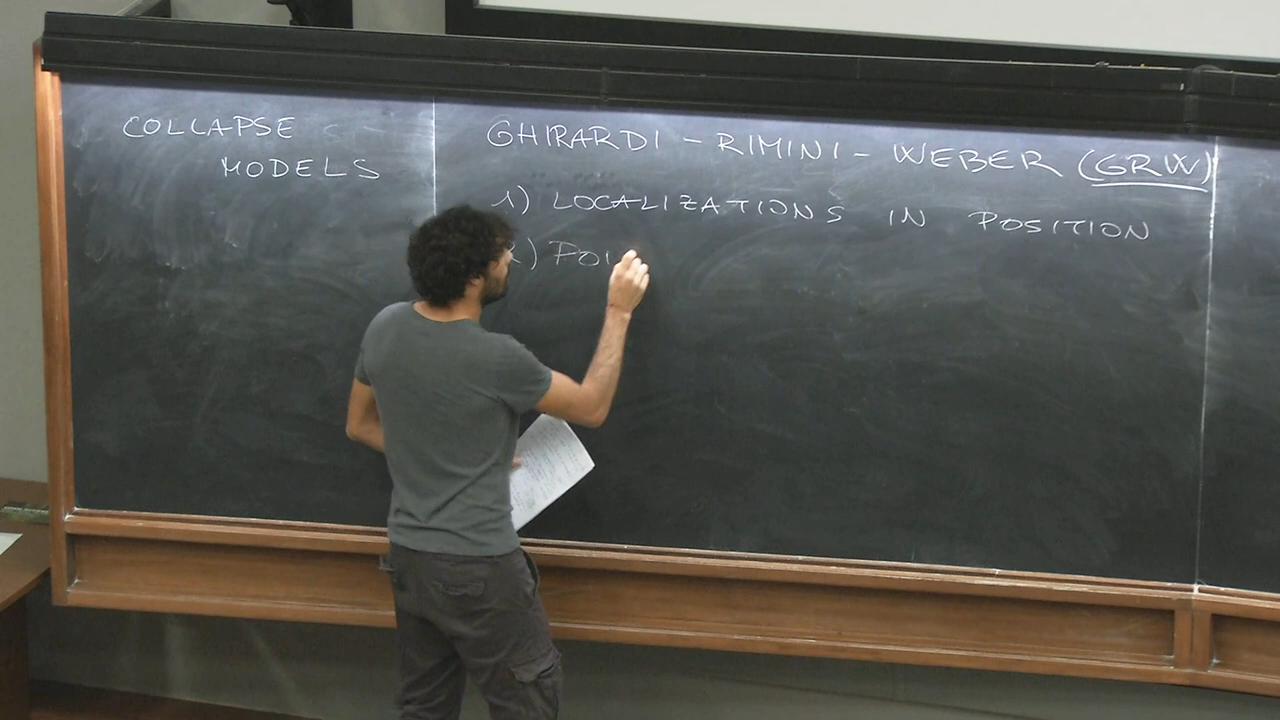 COLLAPSE
MODELS
GHIRARDI - RIMINI - WEBER (GRW)
1) LOCALIZATIONS IN POSITION
2) POI